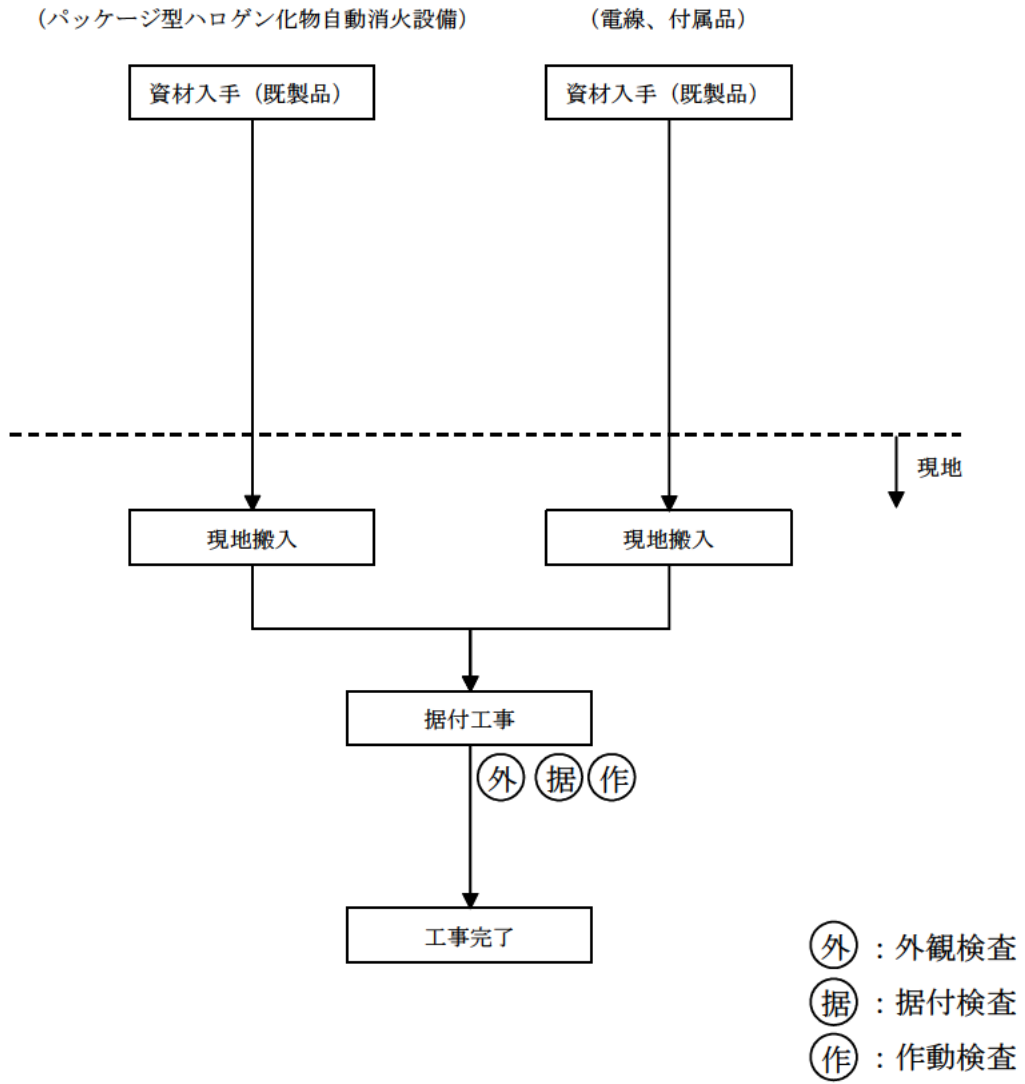 （パッケージ型ハロゲン化物自動消火設備）
（電線、付属品）
資材入手（既製品）
資材入手（既製品）
現地
現地搬入
現地搬入
据付工事
外 据 作
工事完了
外：外観検査
据：据付検査
作：作動検査